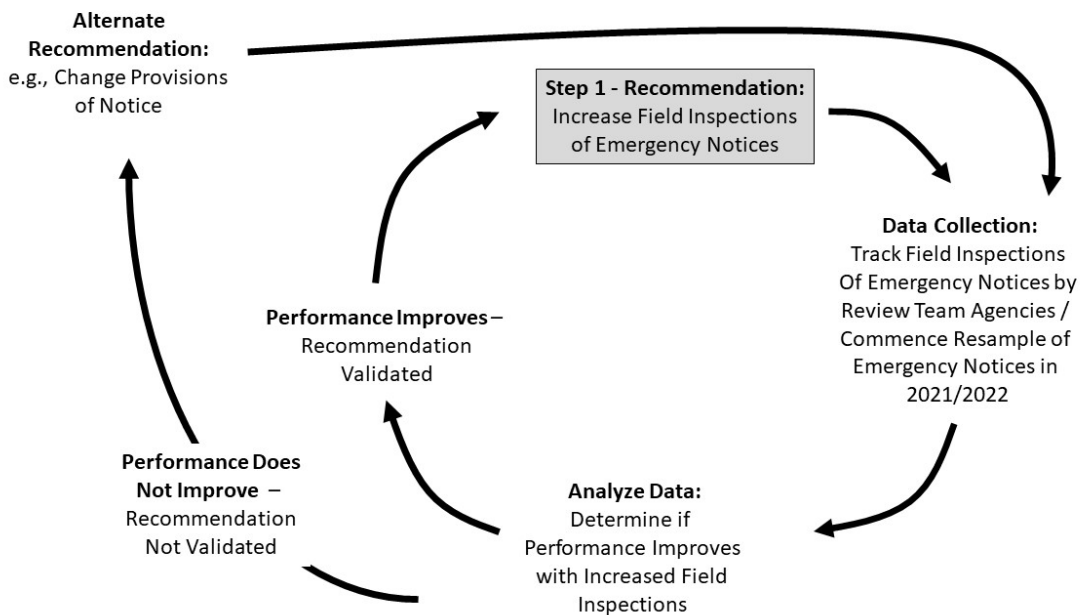 Alternate
Recommendation:
e.g., Change Provisions
of Notice
Step 1 - Recommendation:
Increase Field Inspections
of Emergency Notices
Data Collection:
Track Field Inspections
Of Emergency Notices by
Review Team Agencies /
Commence Resample of
Emergency Notices in
2021/2022
Performance Improves –
Recommendation
Validated
Performance Does
Not Improve –
Recommendation
Not Validated
Analyze Data:
Determine if
Performance Improves
with Increased Field
Inspections